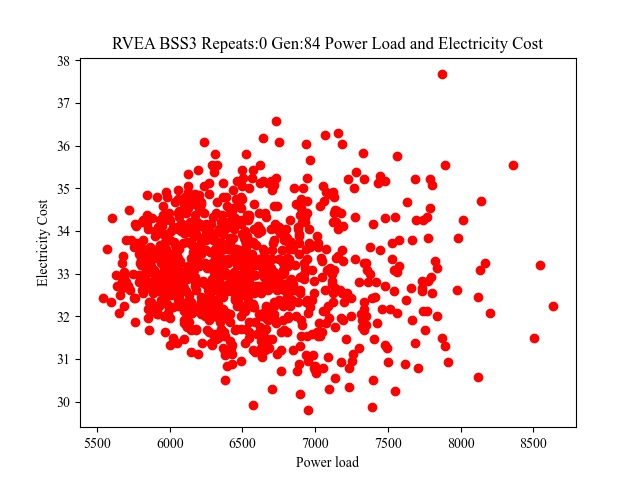 RVEA BSS3 Repeats:0 Gen:84 Power Load and Electricity Cost
38
37
36
35
34
33
32
31
30
Electricity Cost
5500 6000 6500 7000 7500 8000 8500
Power load